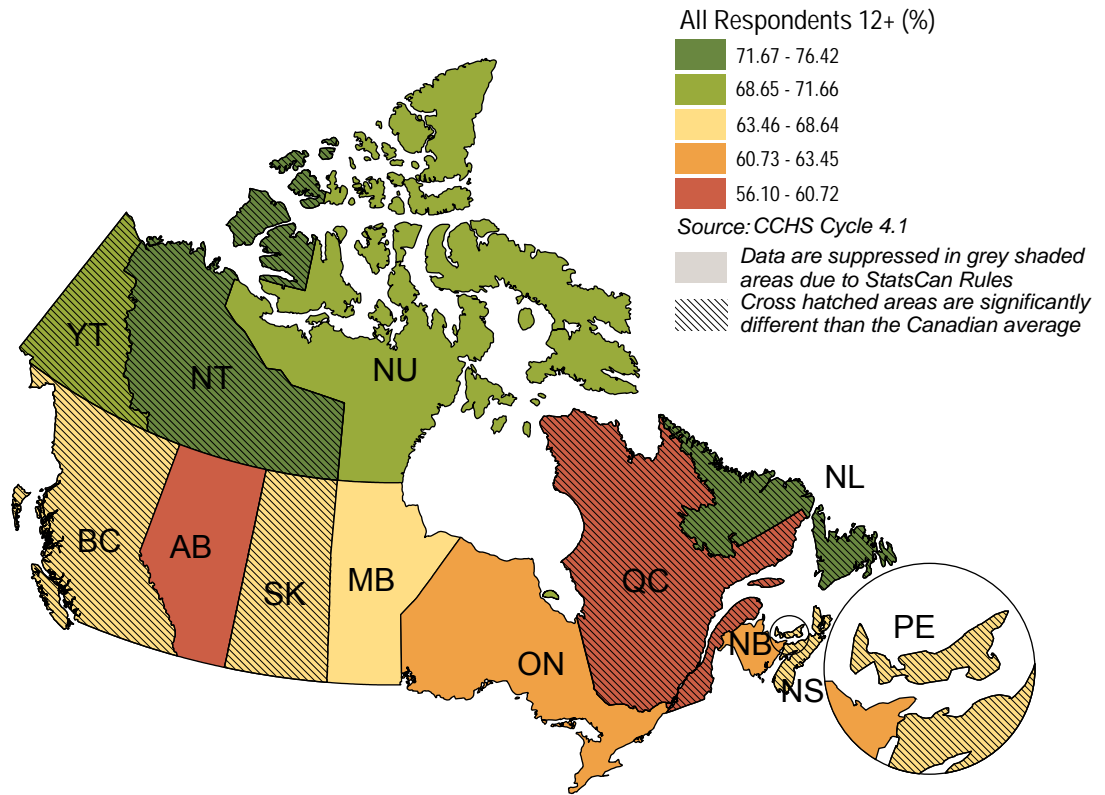 All Respondents 12+ (%)
71.67 - 76.42
68.65 - 71.66
63.46 - 68.64
60.73 - 63.45
56.10 - 60.72
Source: CCHS Cycle 4.1
Data are suppressed in grey shaded
areas due to StatsCan Rules
Cross hatched areas are significantly
different than the Canadian average
YT
NT
NU
NL
BC
AB
SK
MB
QC
ON
NB
PE
NS